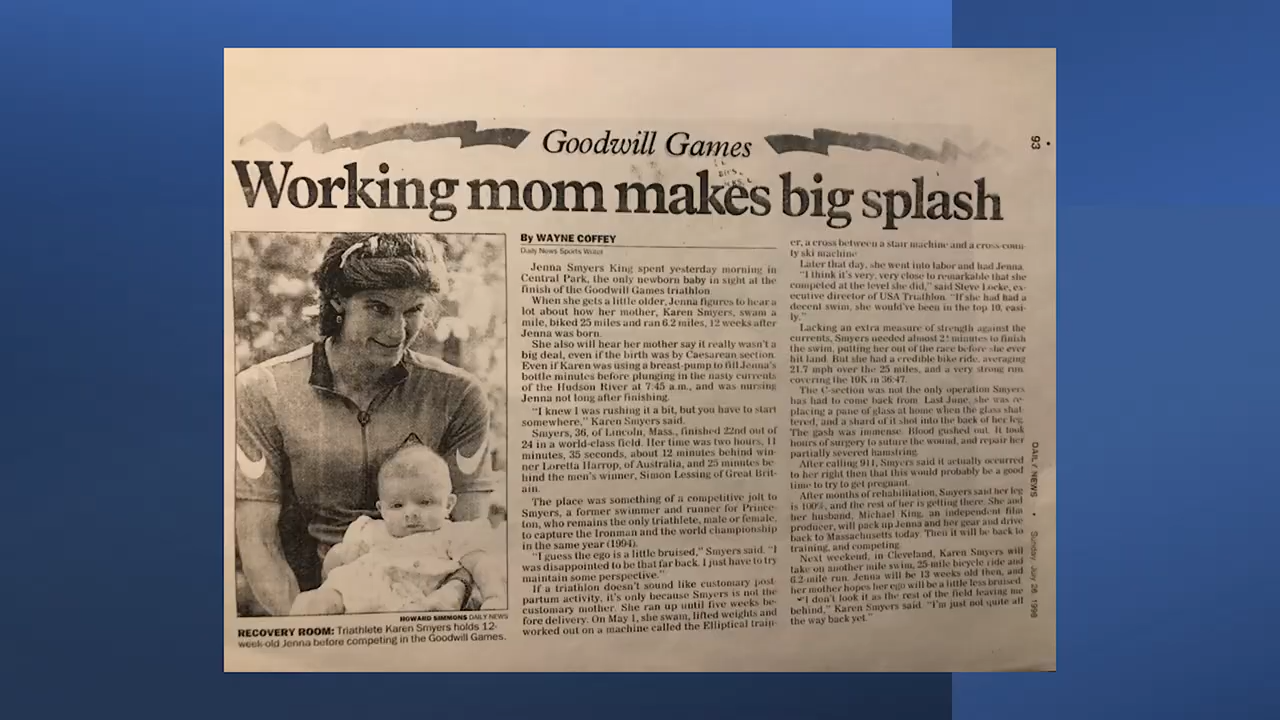 Goodwill Games
Working mom makes big splash
HOWARD SIMMONS DAILY NEWS
RECOVERY ROOM: Triathlete Karen Smyers holds 12-
week-old Jenna before competing in the Goodwill Games.
By WAYNE COFFEY
Daily News Sports Writer
Jenna Smyers King spent yesterday morning in
Central Park, the only newborn baby in sight at the
finish of the Goodwill Games triathlon.
When she gets a little older, Jenna figures to hear a
lot about how her mother, Karen Smyers, swam a
mile, biked 25 miles and ran 6.2 miles, 12 weeks after
Jenna was born.
She also will hear her mother say it really wasn't a
big deal, even if the birth was by Caesarean section.
Even if Karen was using a breast-pump to fill Jenna's
bottle minutes before plunging in the nasty currents
of the Hudson River at 7:45 a.m., and was nursing
Jenna not long after finishing.
"I knew I was rushing it a bit, but you have to start
somewhere," Karen Smyers said.
Smyers, 36, of Lincoln, Mass., finished 22nd out of
24 in a world-class field. Her time was two hours, 11
minutes, 35 seconds, about 12 minutes behind win-
ner Loretta Harrop, of Australia, and 25 minutes be-
hind the men's winner, Simon Lessing of Great Brit-
ain.
The place was something of a competitive jolt to
Smyers, a former swimmer and runner for Prince-
ton, who remains the only triathlete, male or female,
to capture the Ironman and the world championship
in the same year (1994).
"I guess the ego is a little bruised," Smyers said. "I
was disappointed to be that far back. I just have to try
maintain some perspective."
If a triathlon doesn't sound like customary post-
partum activity, it's only because Smyers is not the
customary mother. She ran up until five weeks be-
fore delivery. On May 1, she swam, lifted weights and
worked out on a machine called the Elliptical train-
er, a cross between a stair machine and a cross-coun-
ty ski machine
Later that day, she went into labor and had Jenna.
"I think it's very, very close to remarkable that she
competed at the level she did," said Steve Locke, ex-
ecutive director of USA Triathlon. "If she had had a
decent swim, she would've been in the top 10, easi-
ly."
Lacking an extra measure of strength against the
currents, Smyers needed almost minutes to finish
the swim, putting her out of the race before she ever
hit land. But she had a credible bike ride, averaging
21.7 mph over the 25 miles, and a very strong run,
covering the 10K in 36:47.
The C-section was not the only operation Smyers
has had to come back from. Last June, she was re-
placing a pane of glass at home when the glass shat-
tered, and a shard of it shot into the back of her leg.
The gash was immense. Blood gushed out. It took
hours of surgery to suture the wound, and repair her
partially severed hamstring.
After calling 911, Smyers said it actually occurred
to her right then that this would probably be a good
time to try to get pregnant.
After months of rehabilitation, Smyers said her leg
is 100%, and the rest of her is getting there. She and
her husband, Michael King, an independent film
producer, will pack up Jenna and her gear and drive
back to Massachusetts today. Then it will be back to
training, and competing.
Next weekend, in Cleveland, Karen Smyers will
take on another mile swim, 25-mile bicycle ride and
6.2-mile run. Jenna will be 13 weeks old then, and
her mother hopes her ego will be a little less bruised.
"I don't look it as the rest of the field leaving me
behind," Karen Smyers said. "I'm just not quite all
the way back yet."
93
DAILY NEWS
Sunday, July 26, 1998